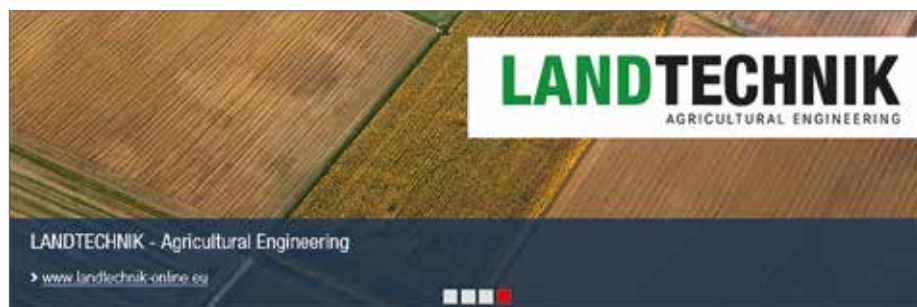 LANDTECHNIK
AGRICULTURAL ENGINEERING
LANDTECHNIK - Agricultural Engineering
> www.landtechnik-online.eu